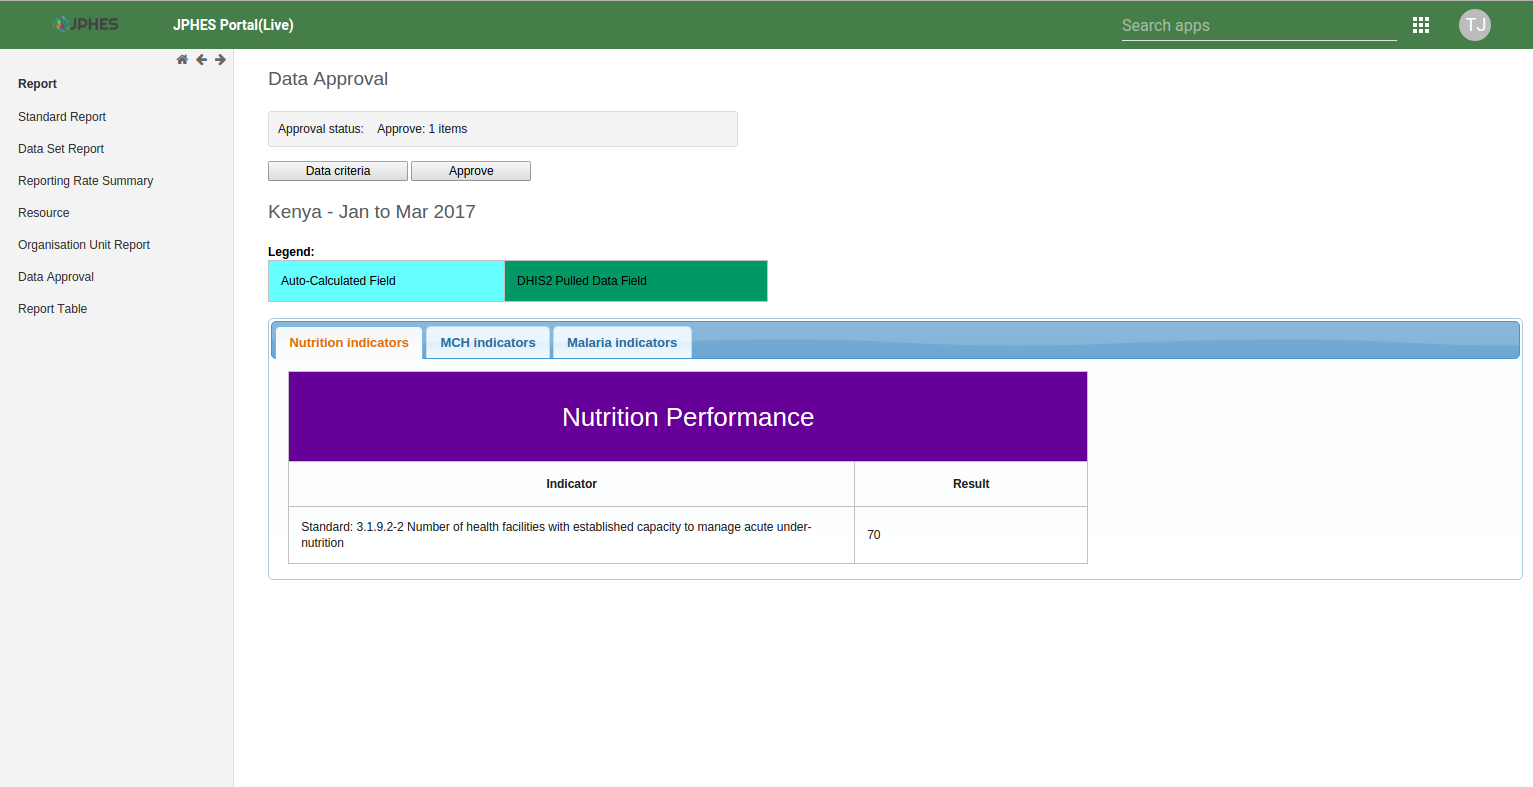 JPHES
JPHES Portal(Live)
Search apps
TJ
Report
Standard Report
Data Set Report
Reporting Rate Summary
Resource
Organisation Unit Report
Data Approval
Report Table
Data Approval
Approval status: Approve: 1 items
Data criteria
Approve
Kenya - Jan to Mar 2017
Legend:
Auto-Calculated Field
DHIS2 Pulled Data Field
Nutrition indicators
MCH indicators
Malaria indicators
Nutrition Performance
Indicator
Result
Standard: 3.1.9.2-2 Number of health facilities with established capacity to manage acute under-
nutrition
70